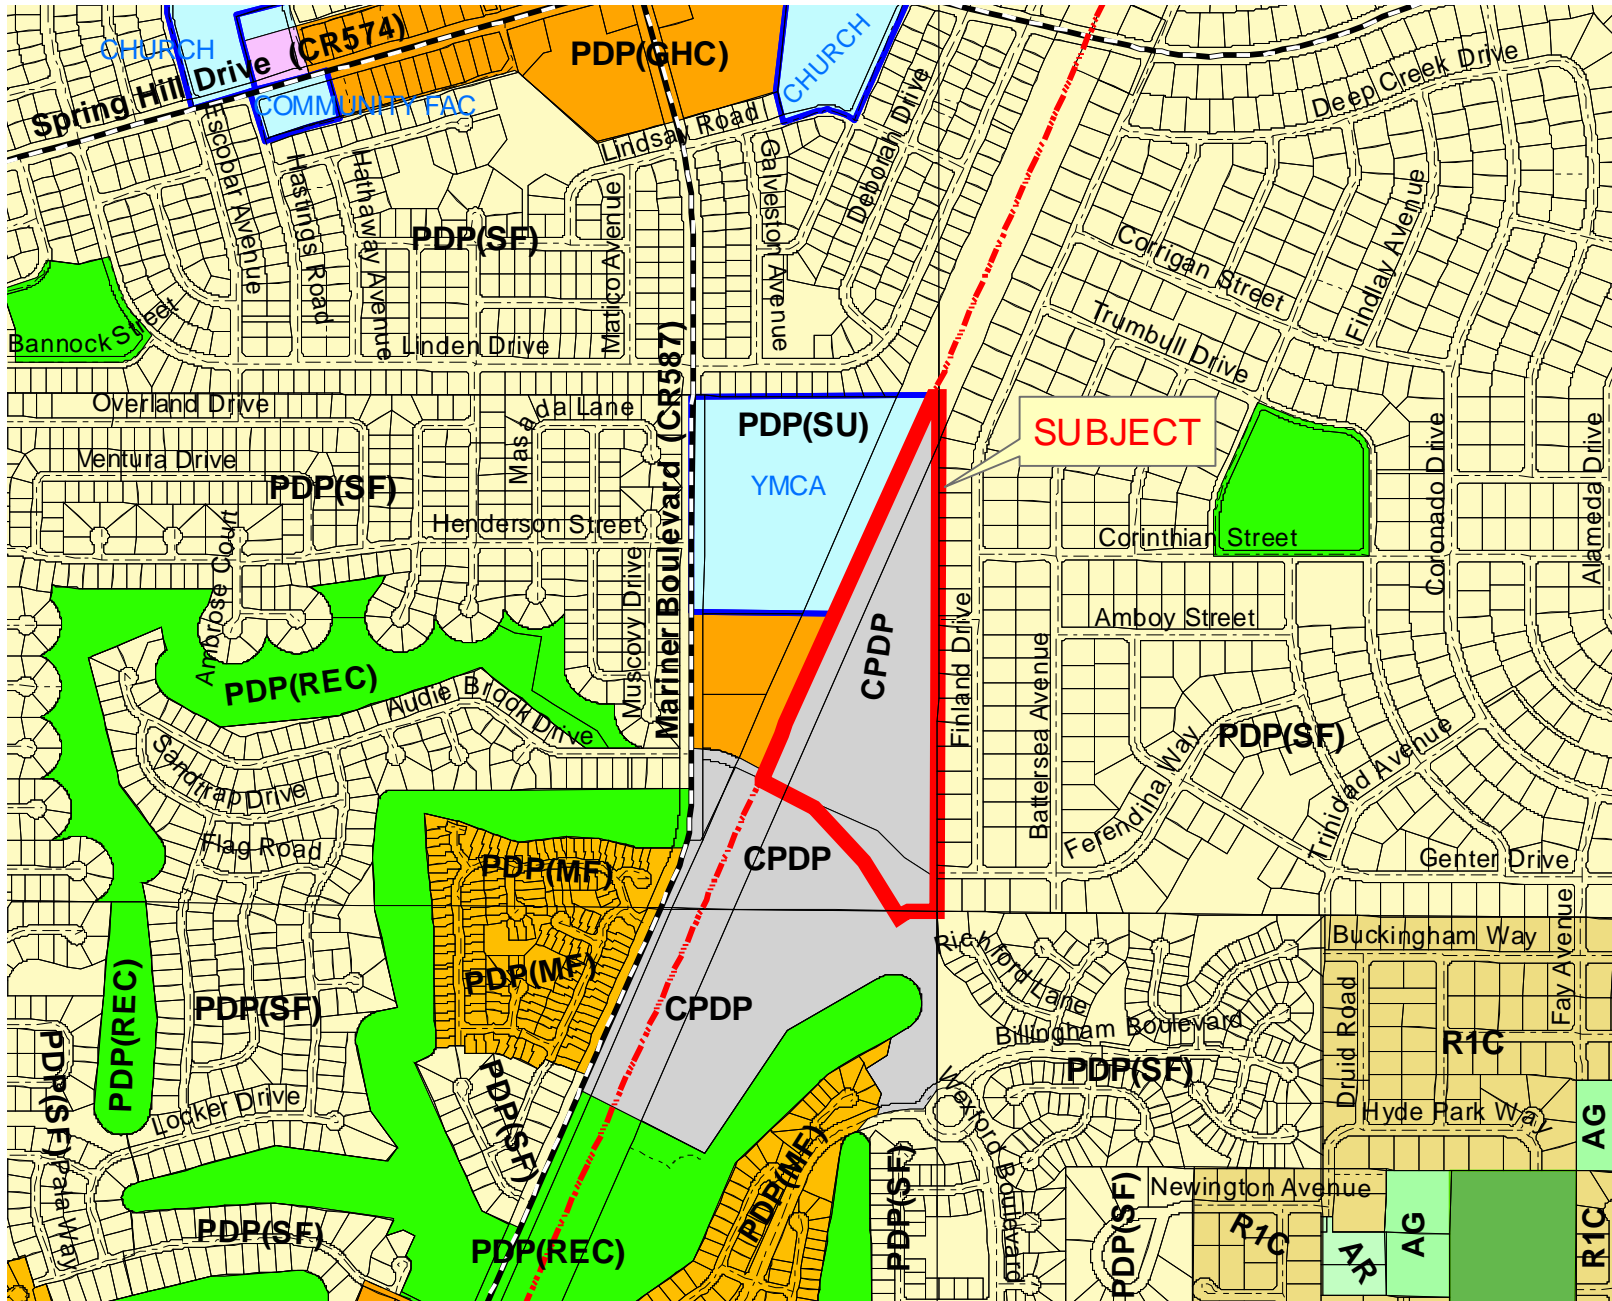 CHURCH
Spring Hill Drive (CR574)
COMMUNITY FAC
PDP(GHC)
CHURCH
Deep Creek Drive
Lindsay Road
Escobar Avenue
Hastings Road
Hathaway Avenue
Matico Avenue
Galveston Avenue
Deborah Drive
PDP(SF)
Corrigan Street
Findlay Avenue
Trumbull Drive
Bannock Street
Linden Drive
Mariner Boulevard (CR587)
Overland Drive
Masada Lane
PDP(SU)
SUBJECT
YMCA
Ventura Drive
PDP(SF)
Henderson Street
Ambrose Court
Muscovy Drive
Corinthian Street
Coronado Drive
Alameda Drive
Amboy Street
CPDP
Finland Drive
Battersea Avenue
PDP(REC)
Audie Brook Drive
PDP(SF)
Ferendina Way
Trinidad Avenue
Sandtrap Drive
Flag Road
PDP(MF)
CPDP
Genter Drive
Buckingham Way
Fay Avenue
Richford Lane
PDP(MF)
PDP(REC)
PDP(SF)
CPDP
Billingham Boulevard
PDP(SF)
Druid Road
R1C
PDP(SF)
Locker Drive
PDP(SF)
Wexford Boulevard
Hyde Park Way
AG
PDP(MF)
PDP(SF)
PDP(SF)
Newington Avenue
Pala Way
PDP(SF)
PDP(REC)
R1C
AR
AG
R1C